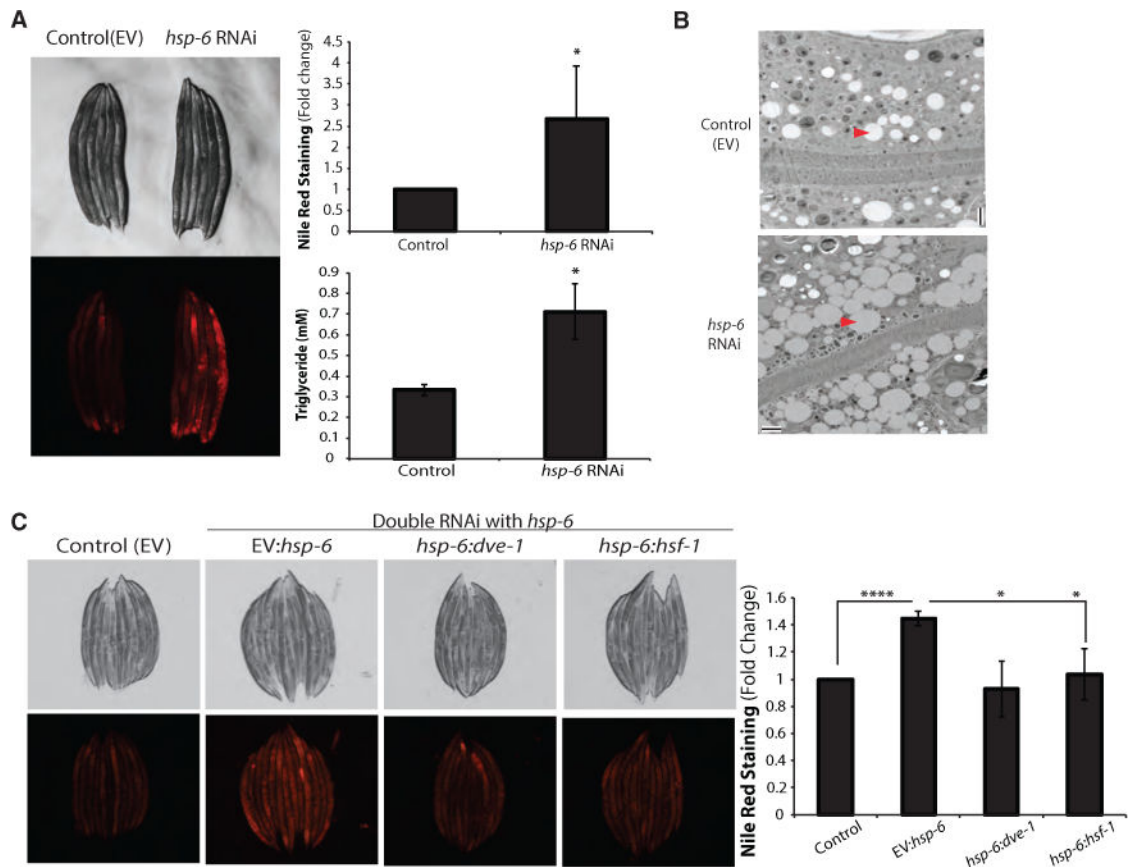 A
Control(EV)
hsp-6 RNAi
Nile Red Staining (Fold change)
4.5
4
3.5
3
2.5
2
1.5
1
0.5
0
*
Control
hsp-6 RNAi
Triglyceride (mM)
1
0.9
0.8
0.7
0.6
0.5
0.4
0.3
0.2
0.1
0
*
Control
hsp-6 RNAi
B
Control
(EV)
hsp-6
RNAi
C
Double RNAi with hsp-6
Control (EV)
EV:hsp-6
hsp-6:dve-1
hsp-6:hsf-1
Nile Red Staining (Fold Change)
1.6
1.4
1.2
1
0.8
0.6
0.4
0.2
0
****
*
*
Control
EV:hsp-6
hsp-6:dve-1
hsp-6:hsf-1